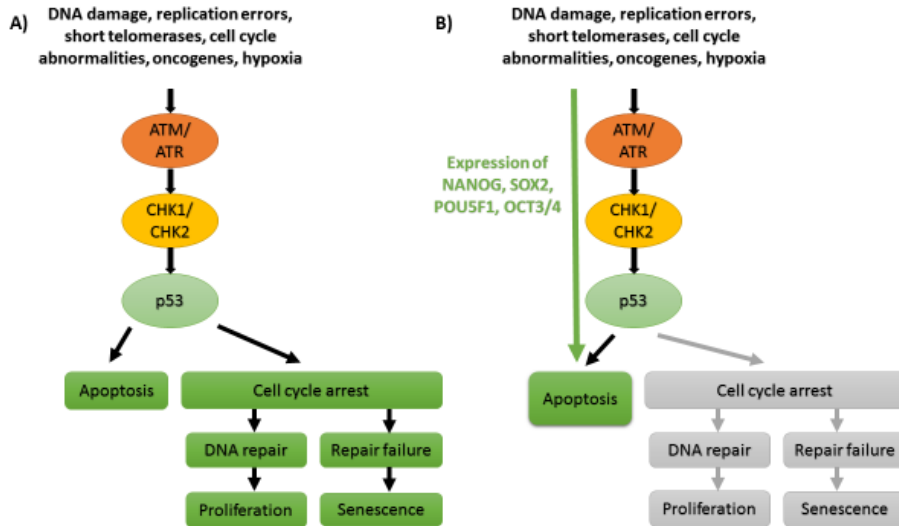 A)
DNA damage, replication errors,
short telomerases, cell cycle
abnormalities, oncogenes, hypoxia
ATM/
ATR
CHK1/
CHK2
p53
Apoptosis
Cell cycle arrest
DNA repair
Repair failure
Proliferation
Senescence
B)
DNA damage, replication errors,
short telomerases, cell cycle
abnormalities, oncogenes, hypoxia
Expression of
NANOG, SOX2,
POU5F1, OCT3/4
ATM/
ATR
CHK1/
CHK2
p53
Apoptosis
Cell cycle arrest
DNA repair
Repair failure
Proliferation
Senescence